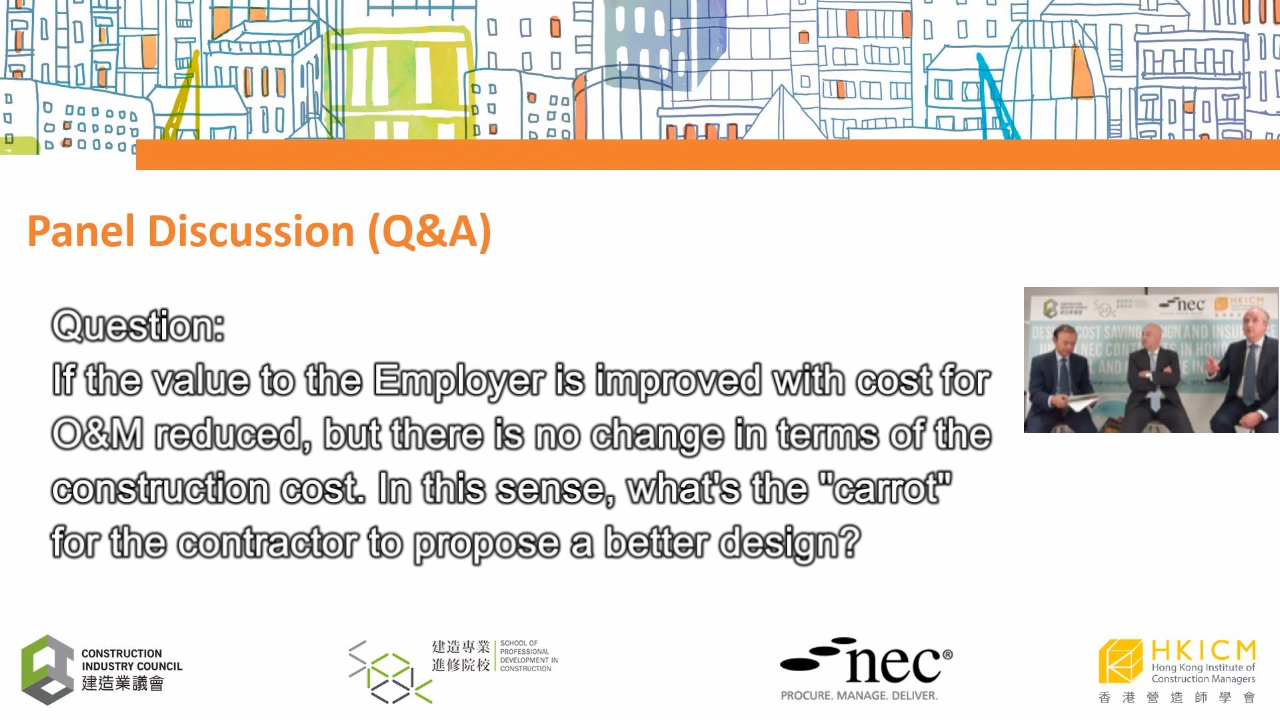 Panel Discussion (Q&A)
Question:
If the value to the Employer is improved with cost for
O&M reduced, but there is no change in terms of the
construction cost. In this sense, what's the "carrot"
for the contractor to propose a better design?
nec
HKICM
CONSTRUCTION
INDUSTRY COUNCIL
建造業議會
建造專業
進修院校
SCHOOL OF
PROFESSIONAL
DEVELOPMENT IN
CONSTRUCTION
nec®
PROCURE. MANAGE. DELIVER.
HKICM
Hong Kong Institute of
Construction Managers
香港營造師學會